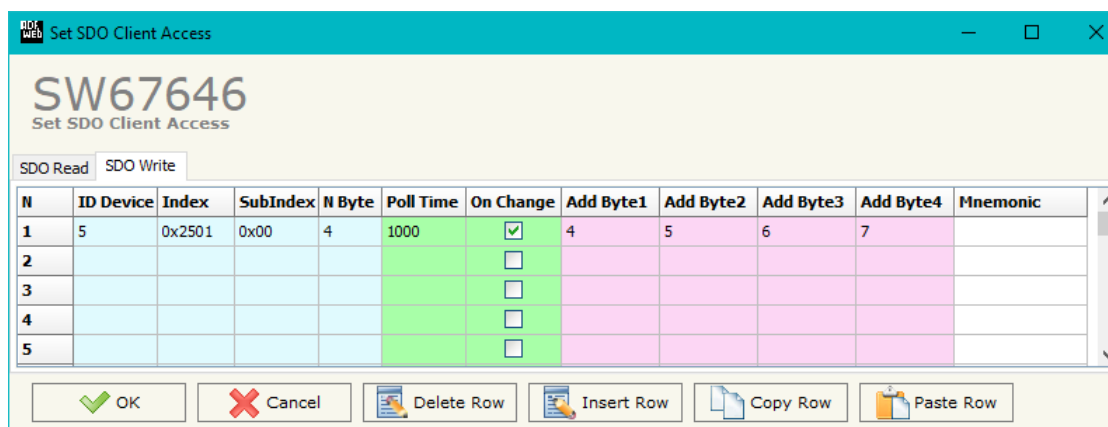 ADF WEB Set SDO Client Access
SW67646
Set SDO Client Access
SDO Read SDO Write
N ID Device Index SubIndex N Byte Poll Time On Change Add Byte1 Add Byte2 Add Byte3 Add Byte4 Mnemonic
1 5 0x2501 0x00 4 1000 4 5 6 7
2
3
4
5
OK Cancel Delete Row Insert Row Copy Row Paste Row